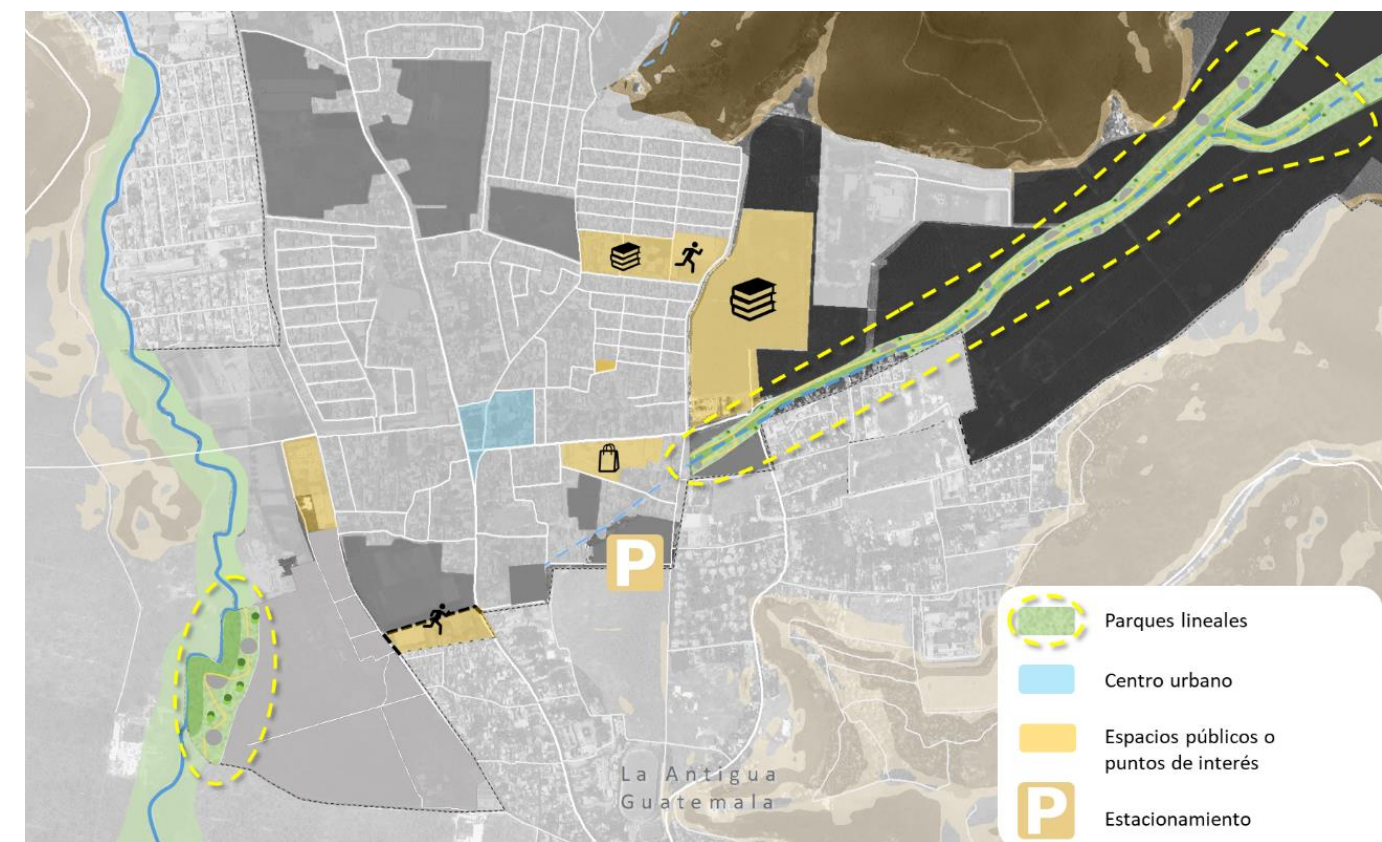 P
La Antigua
Guatemala
Parques lineales
Centro urbano
Espacios públicos o
puntos de interés
P
Estacionamiento